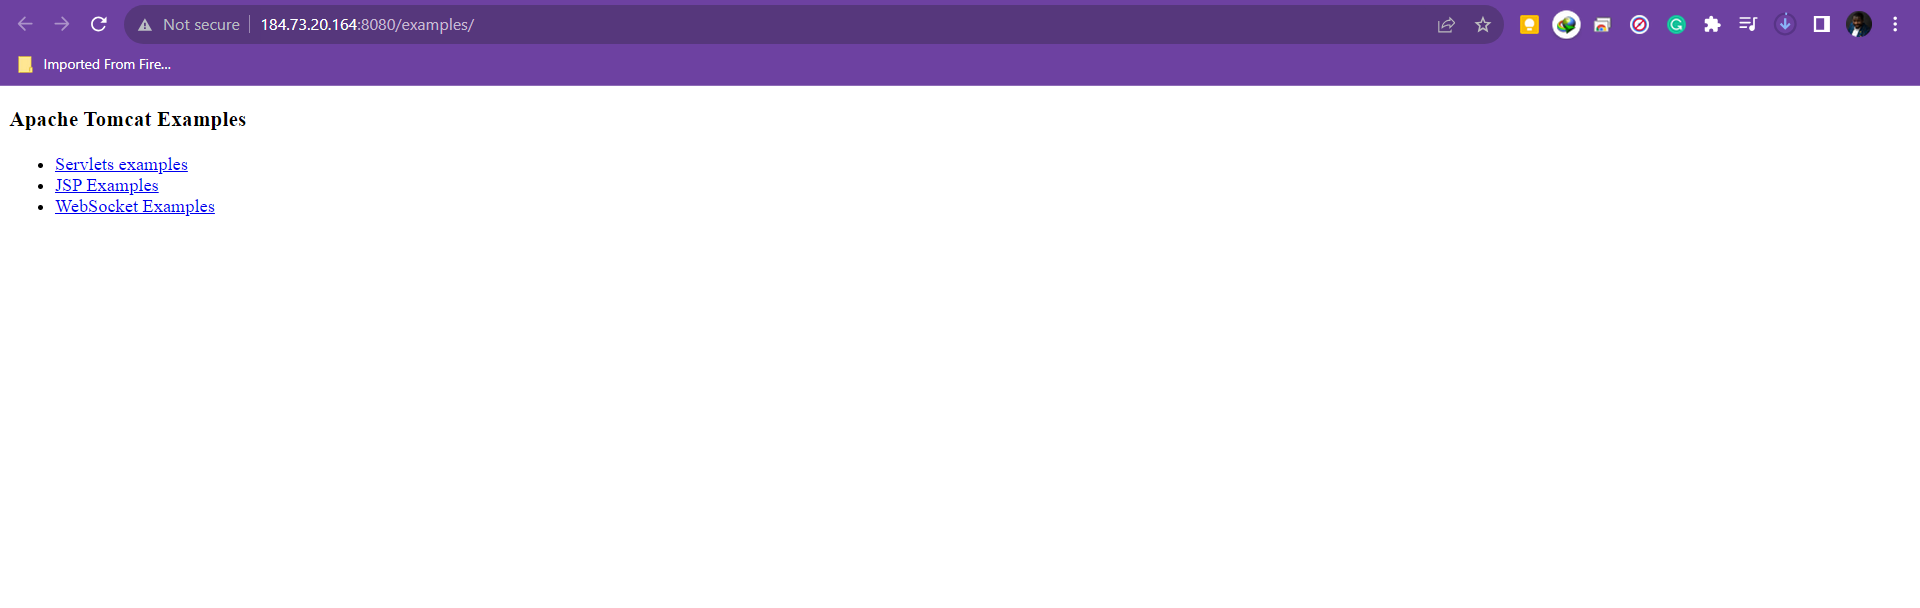 Not secure 184.73.20.164:8080/examples/
Imported From Fire...
Apache Tomcat Examples
Servlets examples
JSP Examples
WebSocket Examples